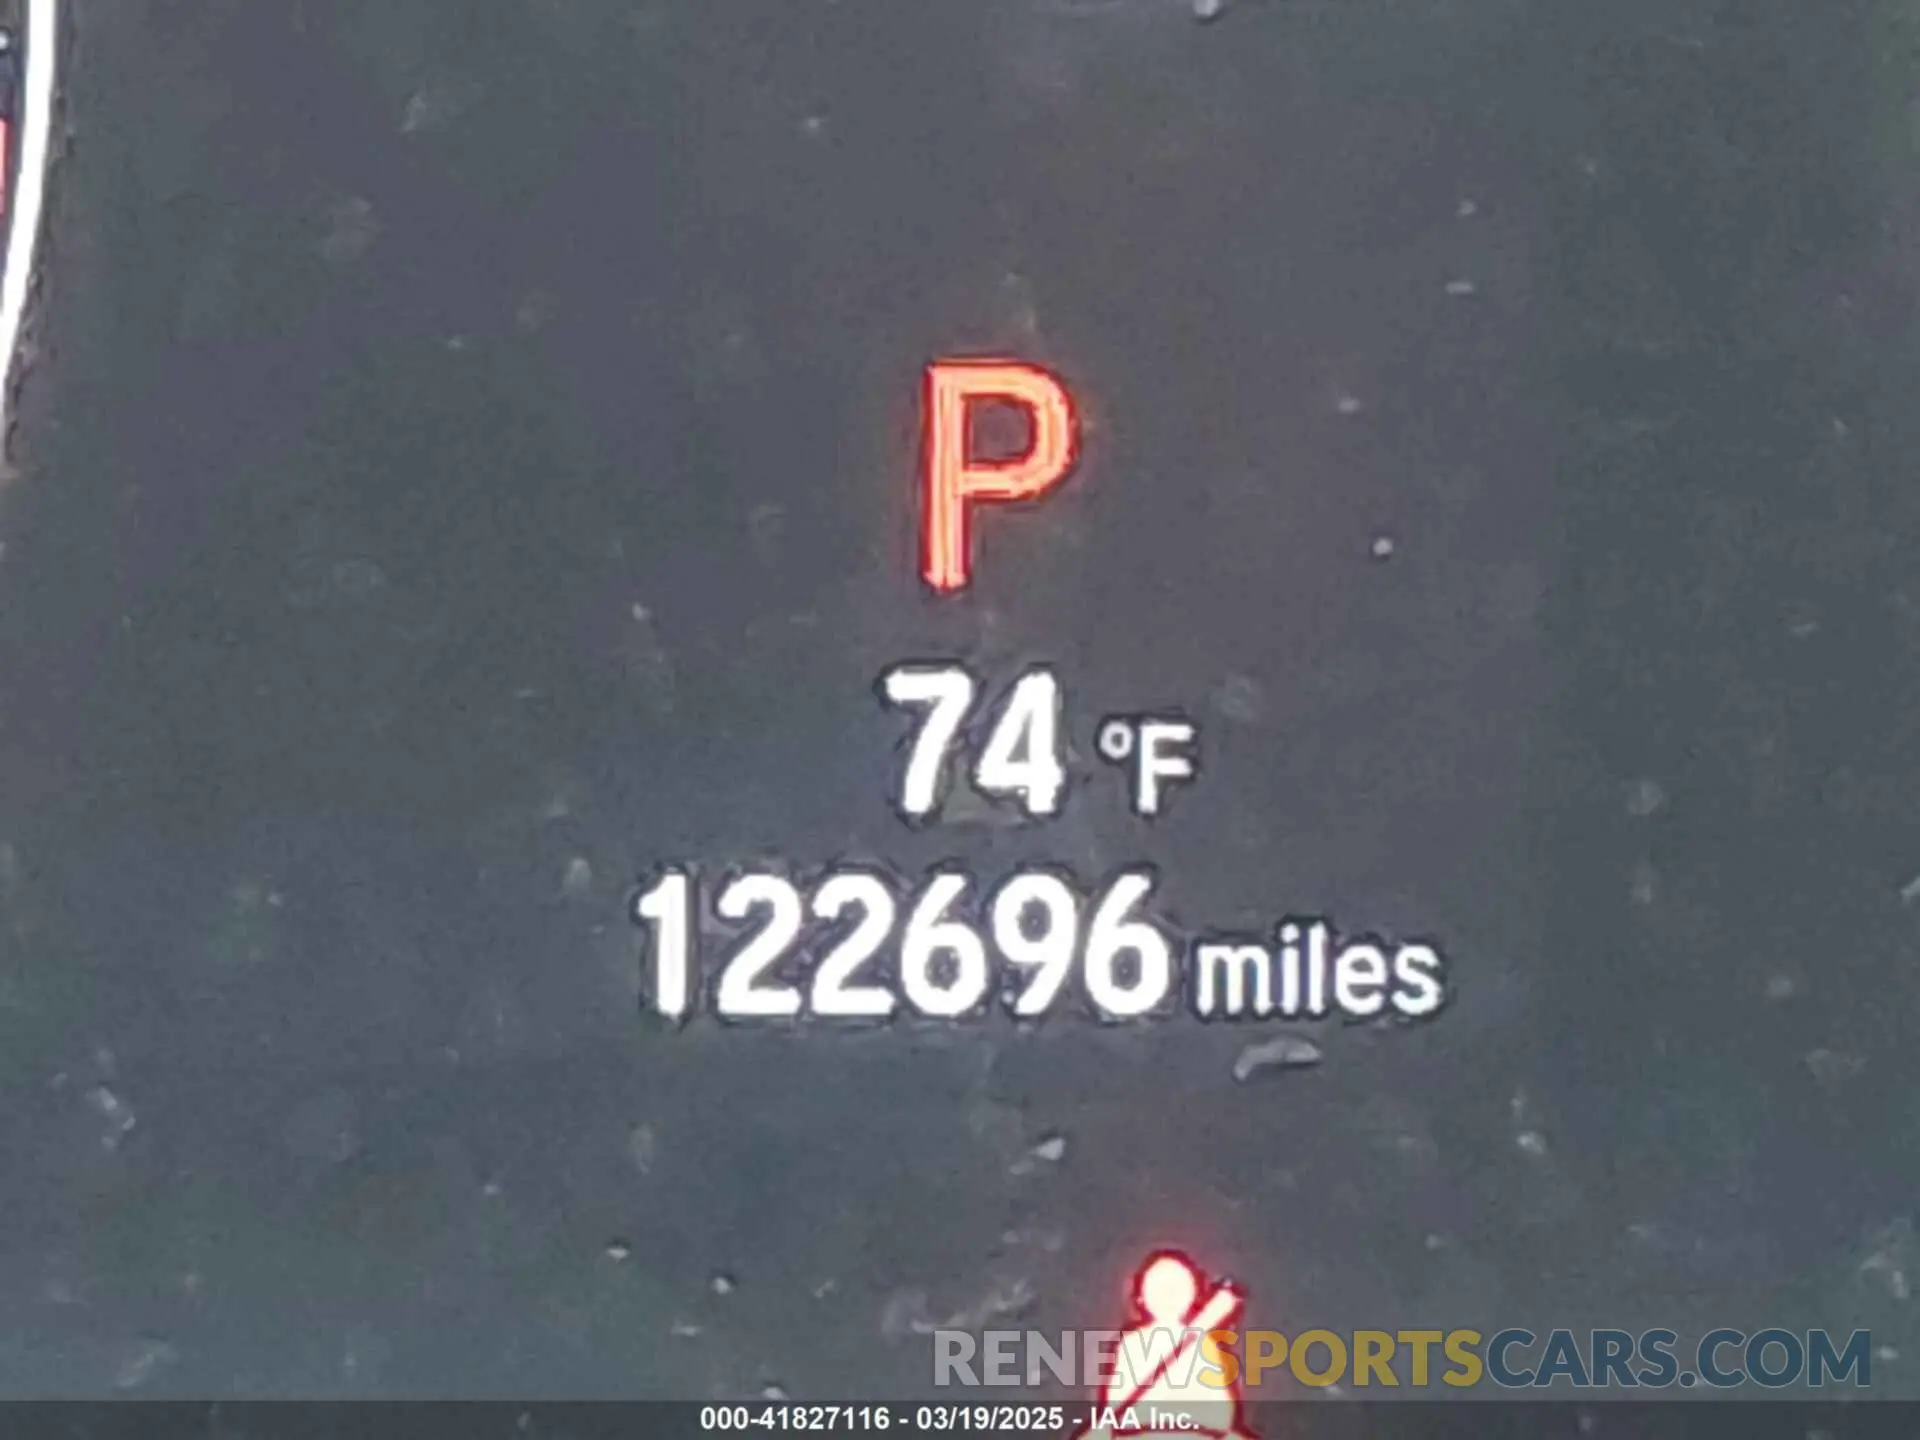 P
74 °F
122696 miles
RENEWSPORTSCARS.COM
000-41827116 - 03/19/2025 - IAA Inc.